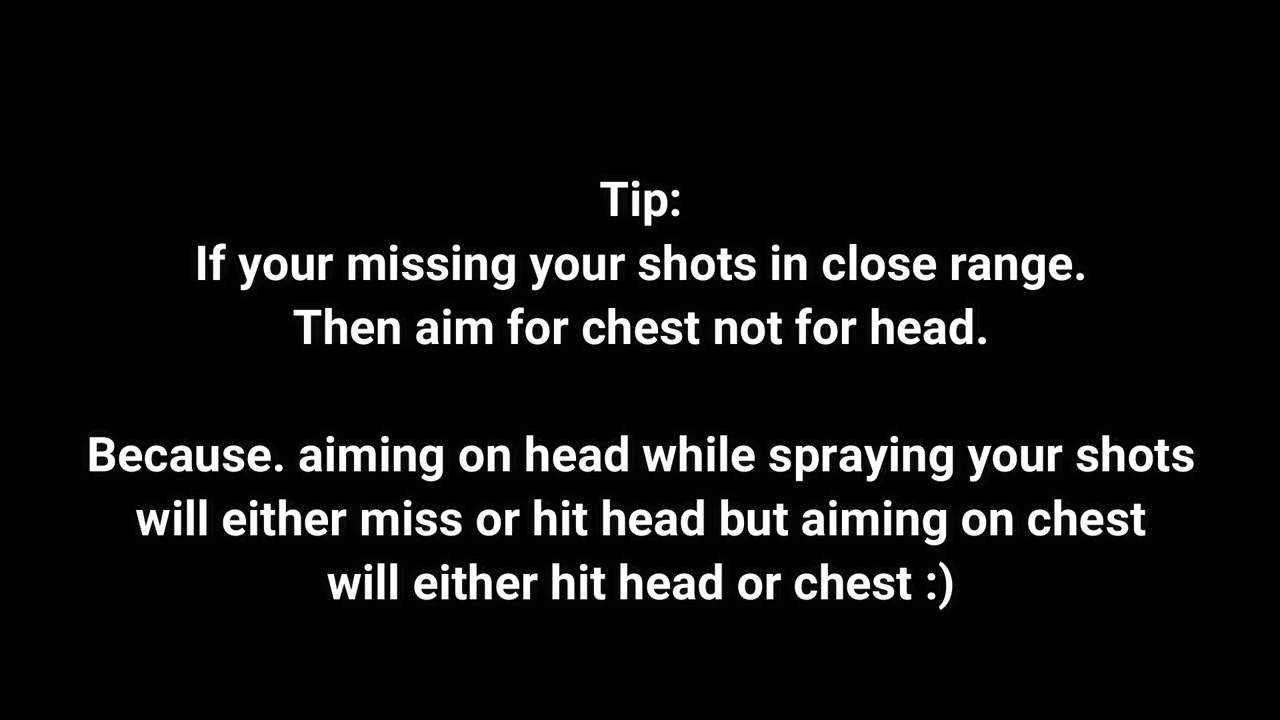 Tip:
If your missing your shots in close range.
Then aim for chest not for head.
Because. aiming on head while spraying your shots
will either miss or hit head but aiming on chest
will either hit head or chest :)